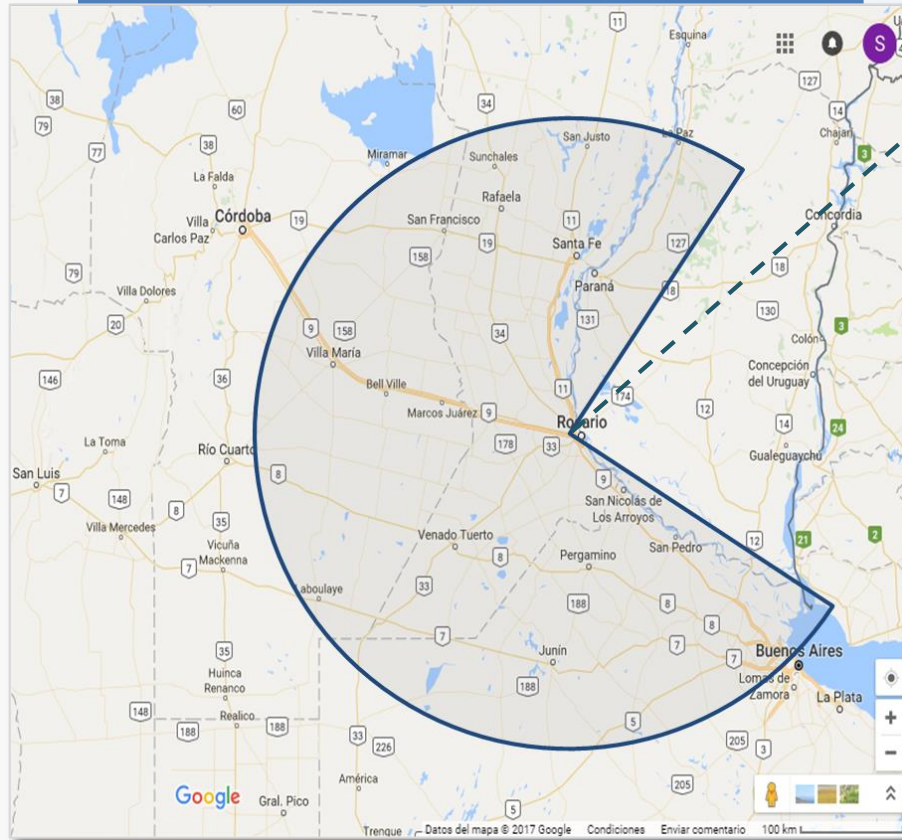 11
Esquina
S
38
127
34
60
14
79
Chajarí
77
38
San Justo
La Paz
3
Miramar
Sunchales
La Falda
Rafaela
Córdoba
19
San Francisco
11
Concordia
Villa
Carlos Paz
19
Santa Fe
127
158
79
18
Paraná
18
Villa Dolores
130
131
20
9
158
34
Colón
3
Villa María
Concepción
del Uruguay
146
36
Bell Ville
11
174
Marcos Juárez
9
12
14
Rosario
24
La Toma
Río Cuarto
178
33
Gualeguaychú
San Luis
8
9
7
148
San Nicolás de
Los Arroyos
8
Villa Mercedes
35
Venado Tuerto
12
21
2
Vicuña
Mackenna
8
Pergamino
San Pedro
7
Laboulaye
33
188
8
8
7
7
35
Junín
7
Buenos Aires
Huinca
Renanco
188
Lomas de
Zamora
La Plata
148
Realico
188
188
5
33
226
205
3
América
205
Google
Gral. Pico
5
Trenque
Datos del mapa © 2017 Google Condiciones Enviar comentario 100 km